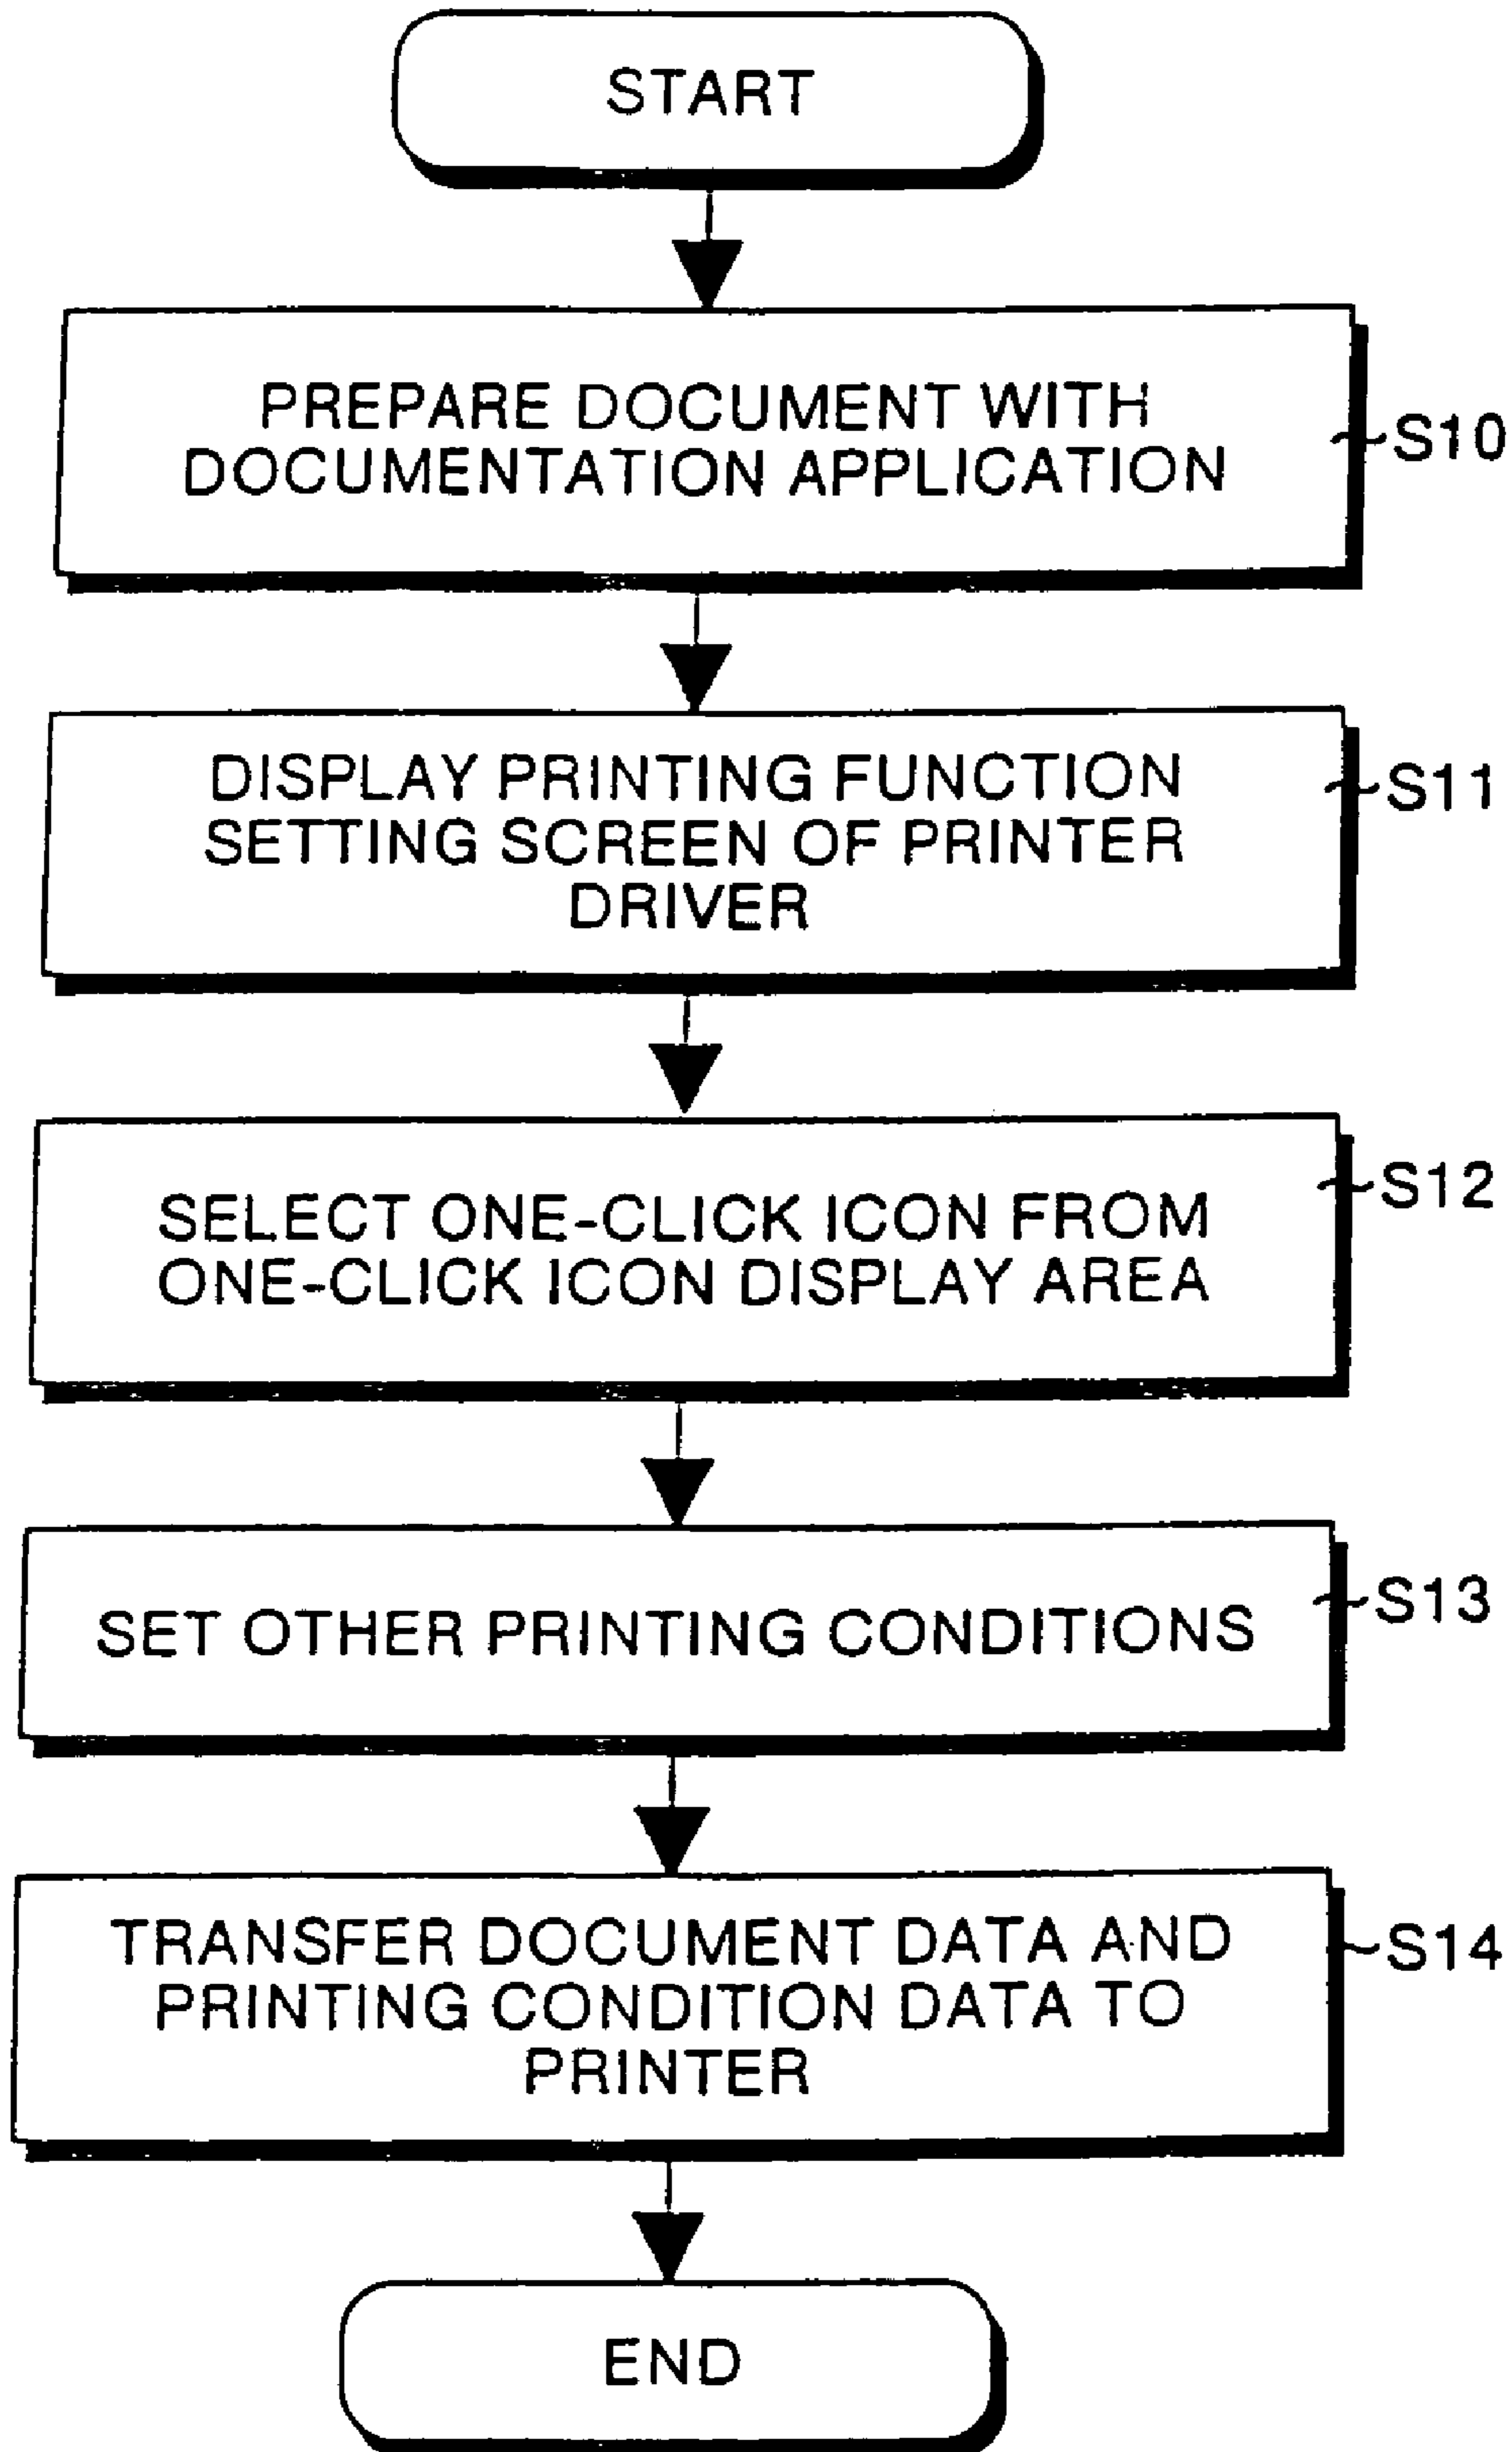 START
PREPARE DOCUMENT WITH
DOCUMENTATION APPLICATION
S10
DISPLAY PRINTING FUNCTION
SETTING SCREEN OF PRINTER
DRIVER
S11
SELECT ONE-CLICK ICON FROM
ONE-CLICK ICON DISPLAY AREA
S12
SET OTHER PRINTING CONDITIONS
S13
TRANSFER DOCUMENT DATA AND
PRINTING CONDITION DATA TO
PRINTER
S14
END